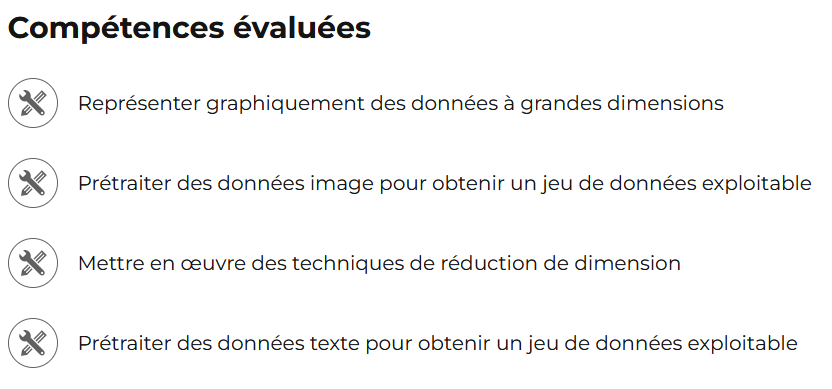 Compétences évaluées
Représenter graphiquement des données à grandes dimensions
Prétraiter des données image pour obtenir un jeu de données exploitable
Mettre en œuvre des techniques de réduction de dimension
Prétraiter des données texte pour obtenir un jeu de données exploitable